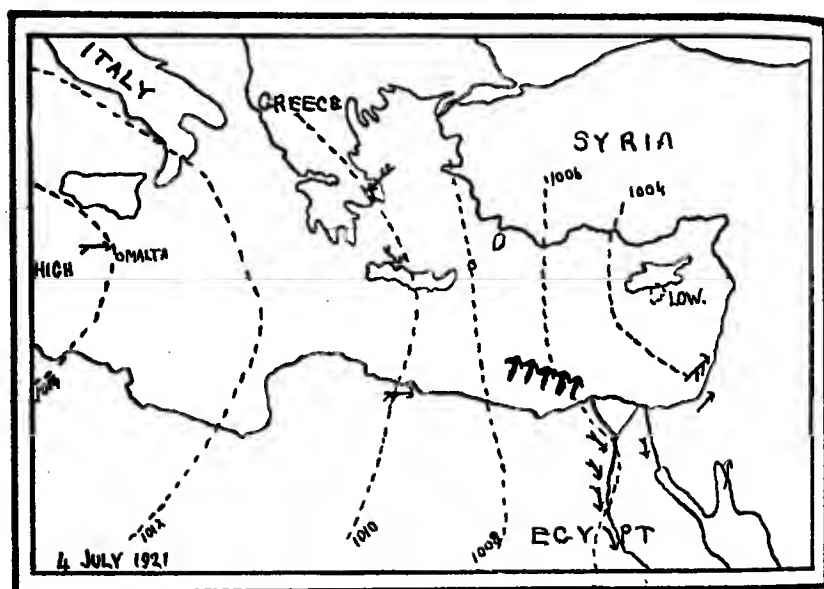 ITALY
GREECE
SYRIA
1006
1004
MALTA
HIGH
LOW.
1012
1010
1008
EGYPT
4 JULY 1921